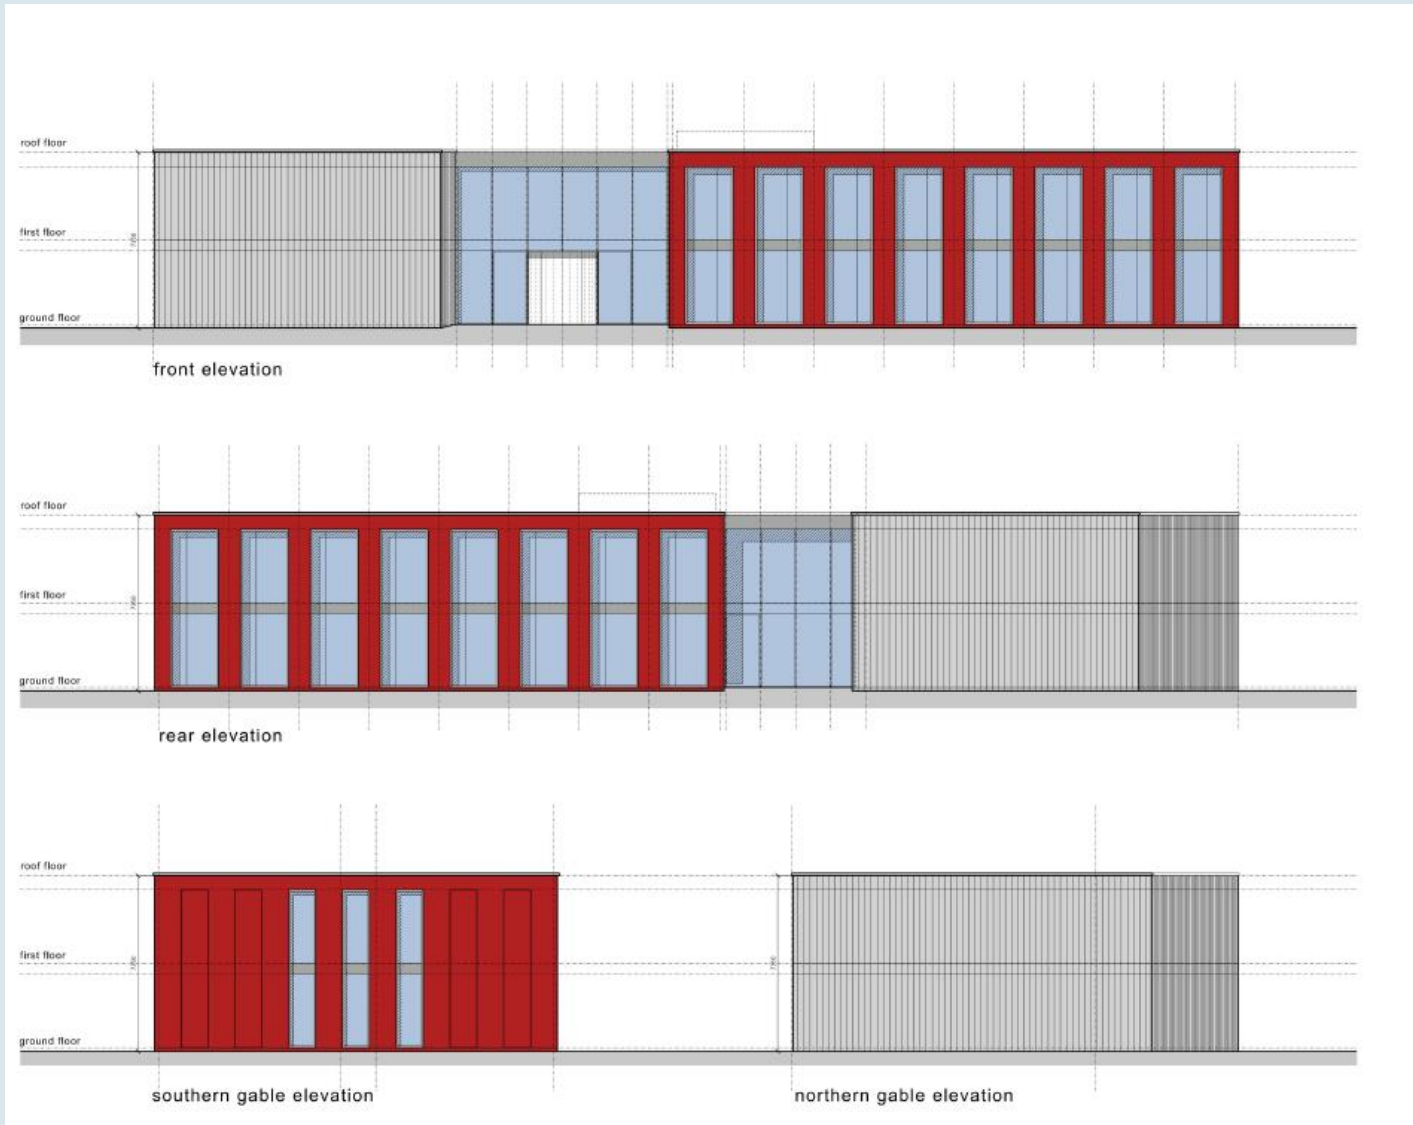 roof floor
first floor
ground floor
front elevation
roof floor
first floor
ground floor
rear elevation
roof floor
first floor
ground floor
southern gable elevation
northern gable elevation